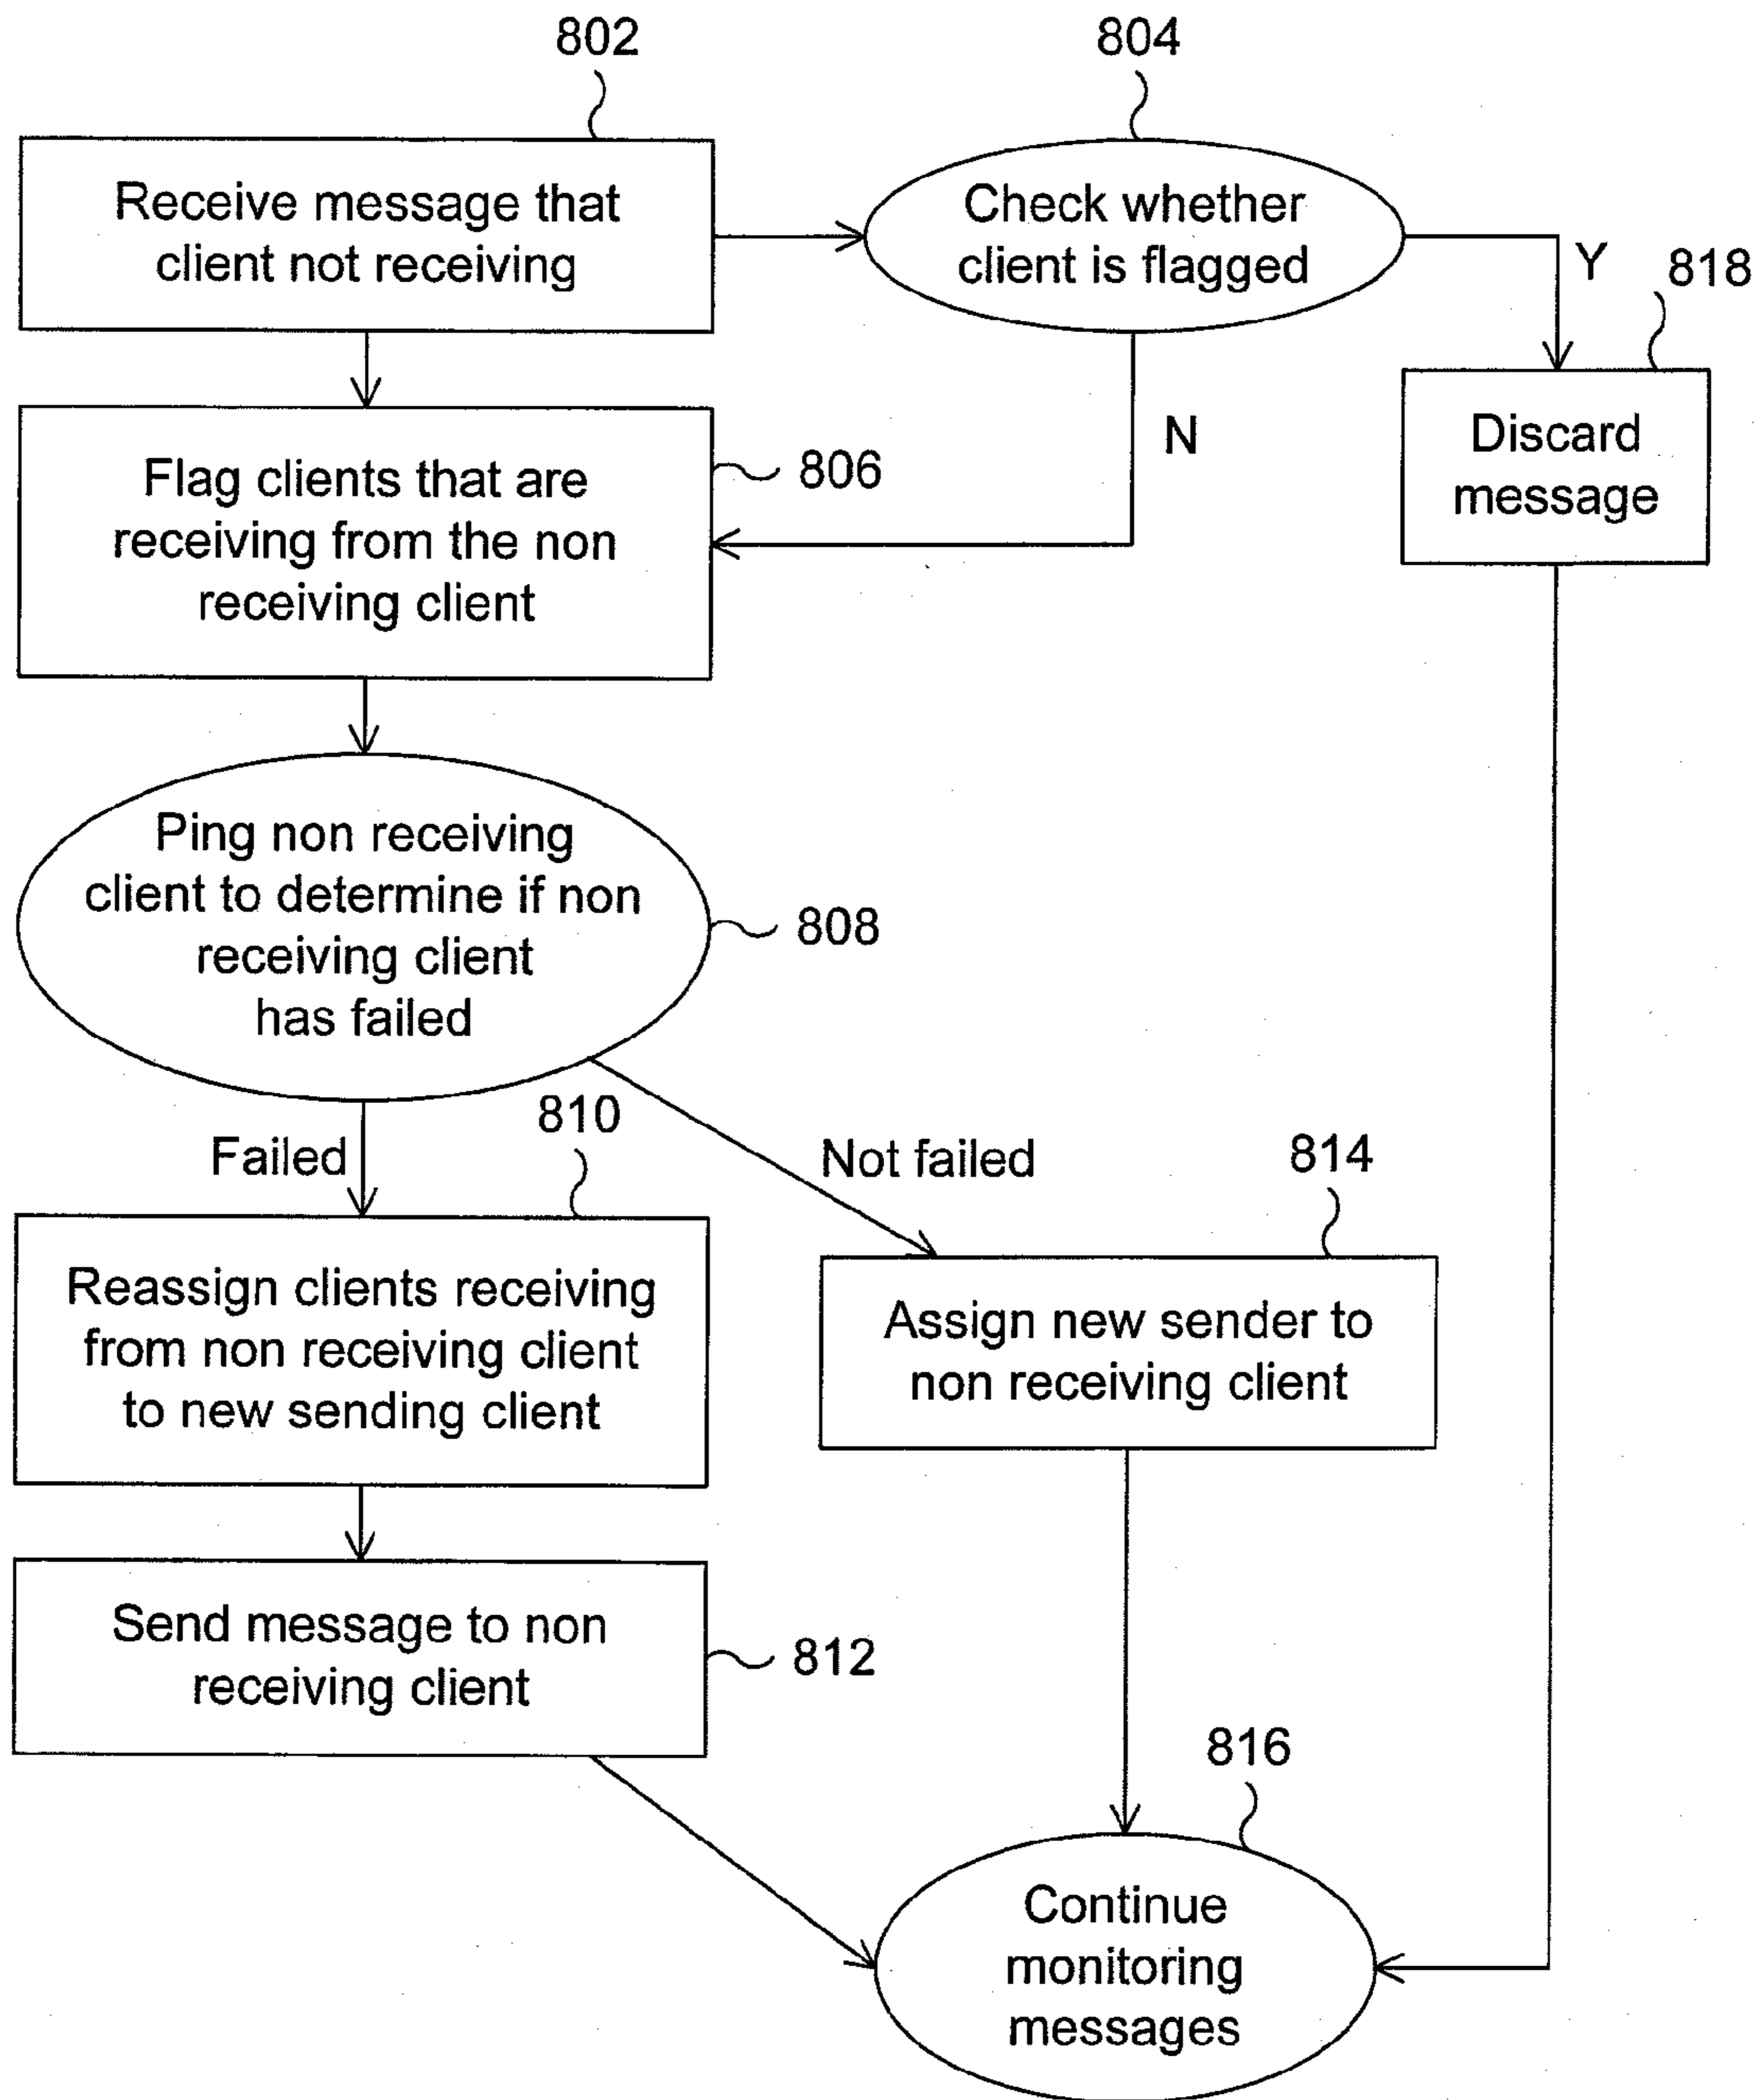 802
804
Receive message that
client not receiving
Check whether
client is flagged
Y
818
Discard
message
N
Flag clients that are
receiving from the non
receiving client
806
Ping non receiving
client to determine if non
receiving client
has failed
808
Failed
810
Not failed
814
Reassign clients receiving
from non receiving client
to new sending client
Assign new sender to
non receiving client
Send message to non
receiving client
812
816
Continue
monitoring
messages